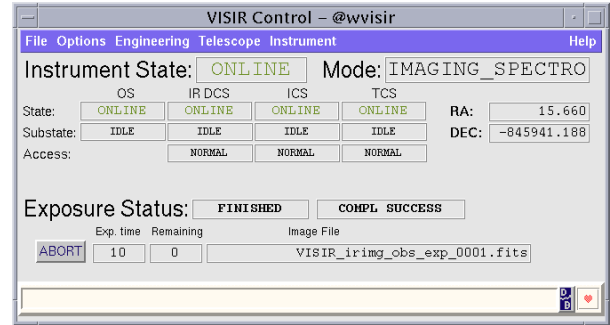 VISIR Control - @wvisir
File Options Engineering Telescope Instrument Help
Instrument State: ONLINE Mode: IMAGING_SPECTRO
OS IR DCS ICS TCS
State: ONLINE ONLINE ONLINE ONLINE RA: 15.660
Substate: IDLE IDLE IDLE IDLE DEC: -845941.188
Access: NORMAL NORMAL NORMAL
Exposure Status: FINISHED COMPL SUCCESS
Exp. time Remaining Image File
ABORT 10 0 VISIR_irimg_obs_exp_0001.fits